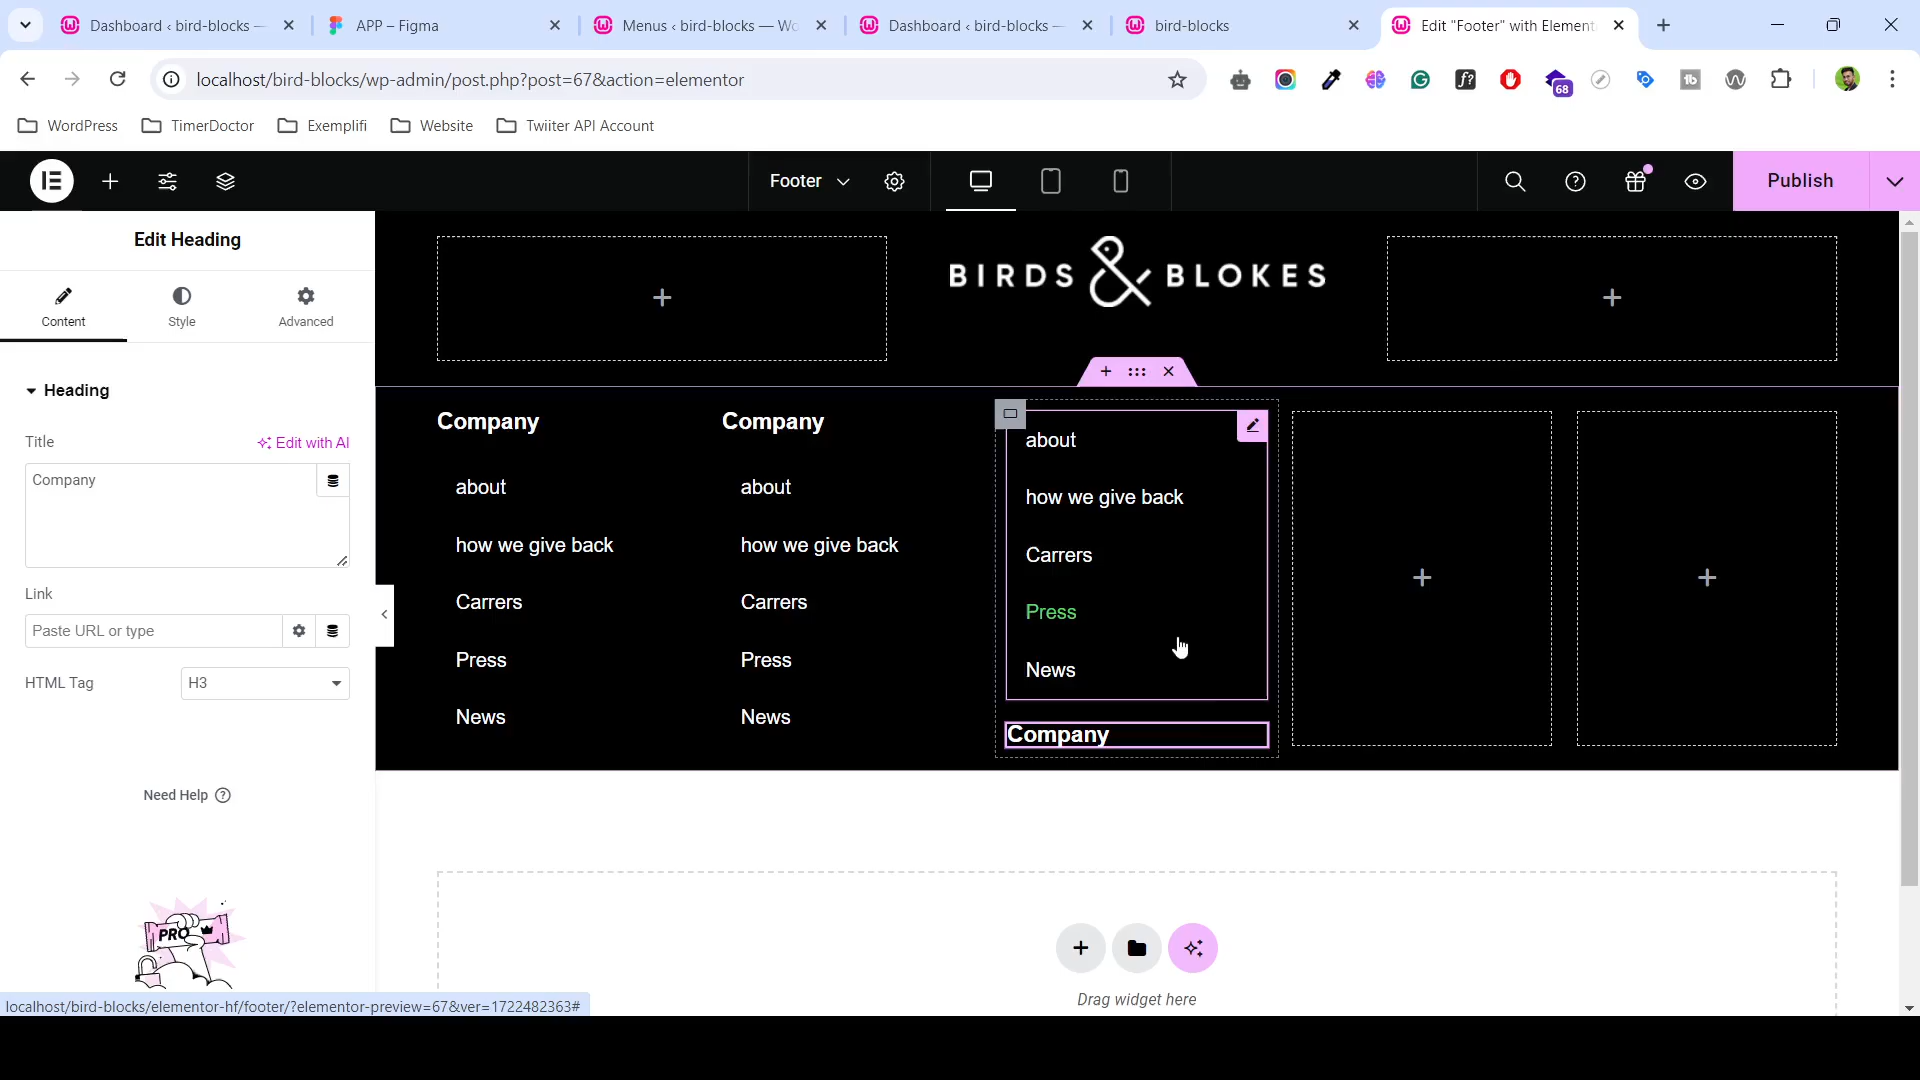 Dashboard ‹ bird-blocks —
APP – Figma
Menus ‹ bird-blocks — Wo
Dashboard ‹ bird-blocks —
bird-blocks
Edit "Footer" with Element
localhost/bird-blocks/wp-admin/post.php?post=67&action=elementor
68
WordPress
TimerDoctor
Exemplifi
Website
Twiiter API Account
Footer
Publish
Edit Heading
Content
Style
Advanced
Heading
Title
Edit with AI
Company
Link
Paste URL or type
HTML Tag
H3
Need Help
PRO
BIRDS & BLOKES
Company
about
how we give back
Carrers
Press
News
Company
about
how we give back
Carrers
Press
News
about
how we give back
Carrers
Press
News
Company
Drag widget here
localhost/bird-blocks/elementor-hf/footer/?elementor-preview=67&ver=1722482363#